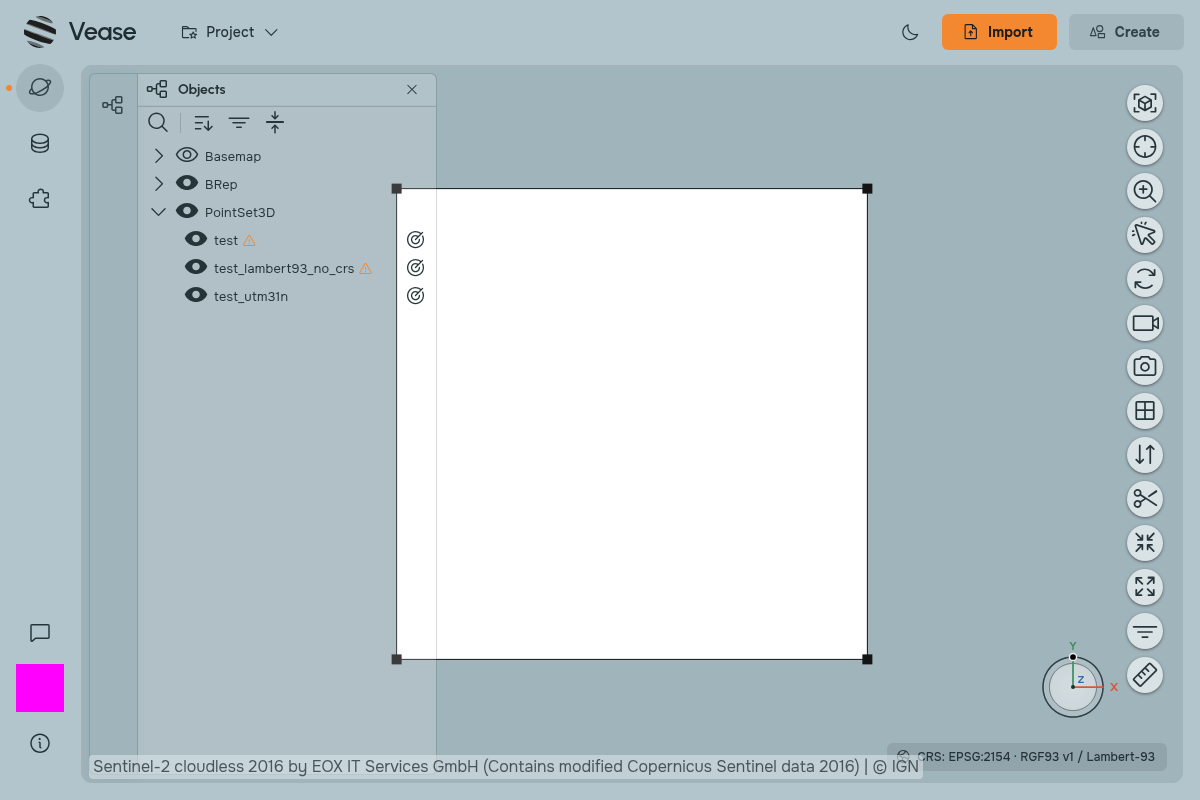 Vease
Project
Import
Create
Objects
Basemap
BRep
PointSet3D
test
test_lambert93_no_crs
test_utm31n
Y
Z
X
CRS: EPSG:2154 · RGF93 v1 / Lambert-93
Sentinel-2 cloudless 2016 by EOX IT Services GmbH (Contains modified Copernicus Sentinel data 2016) | © IGN